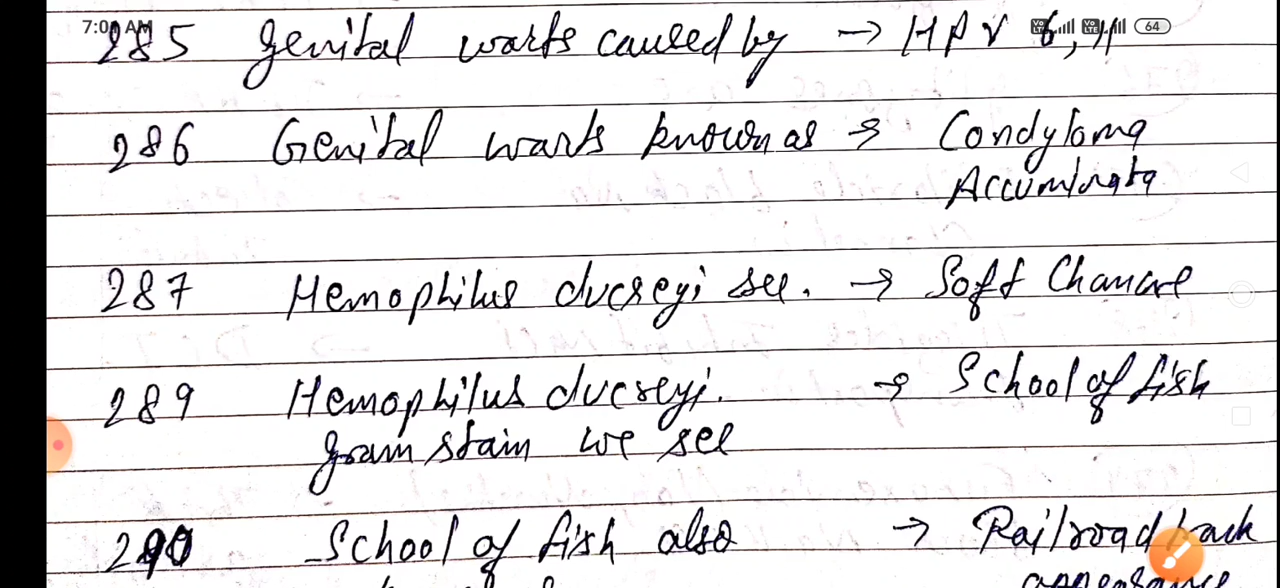 7:00 AM 64
285 genital warts caused by → HPV 6, 11
286 Genital warts known as → Condyloma
Accuminata
287 Hemophilus ducreyi see. → Soft Chancre
289 Hemophilus ducreyi. → School of fish
gram stain we see
290 School of fish also → Railroad track
appearance